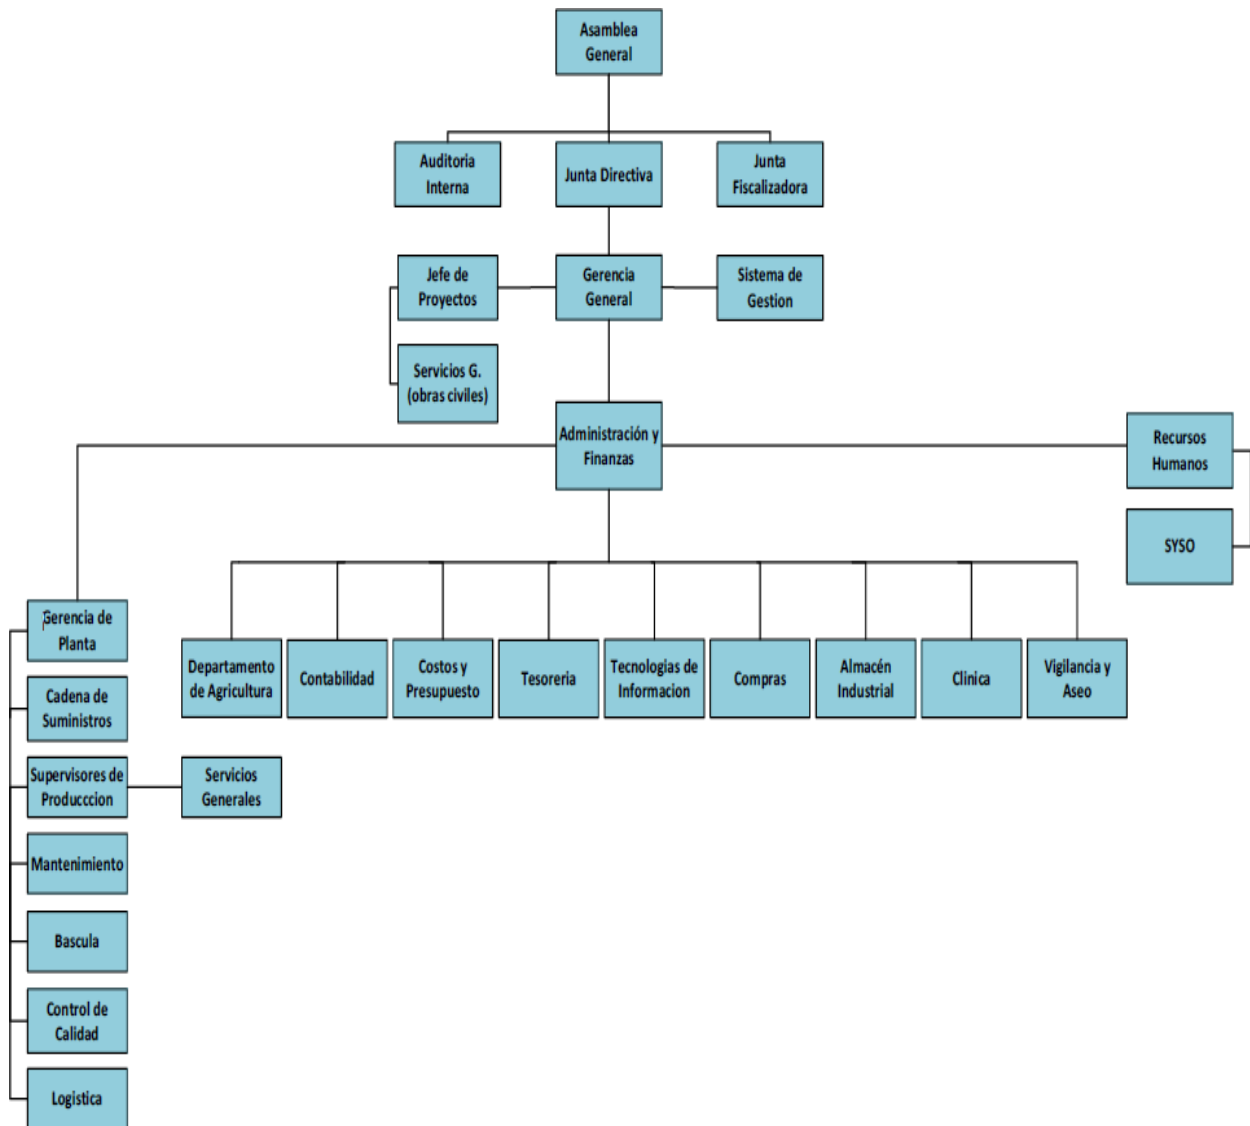 Asamblea
General
Auditoria
Interna
Junta Directiva
Junta
Fiscalizadora
Jefe de
Proyectos
Gerencia
General
Sistema de
Gestion
Servicios G.
(obras civiles)
Administración y
Finanzas
Recursos
Humanos
SYSO
Gerencia de
Planta
Departamento
de Agricultura
Contabilidad
Costos y
Presupuesto
Tesoreria
Tecnologias de
Informacion
Compras
Almacén
Industrial
Clinica
Vigilancia y
Aseo
Cadena de
Suministros
Supervisores de
Producccion
Servicios
Generales
Mantenimiento
Bascula
Control de
Calidad
Logistica